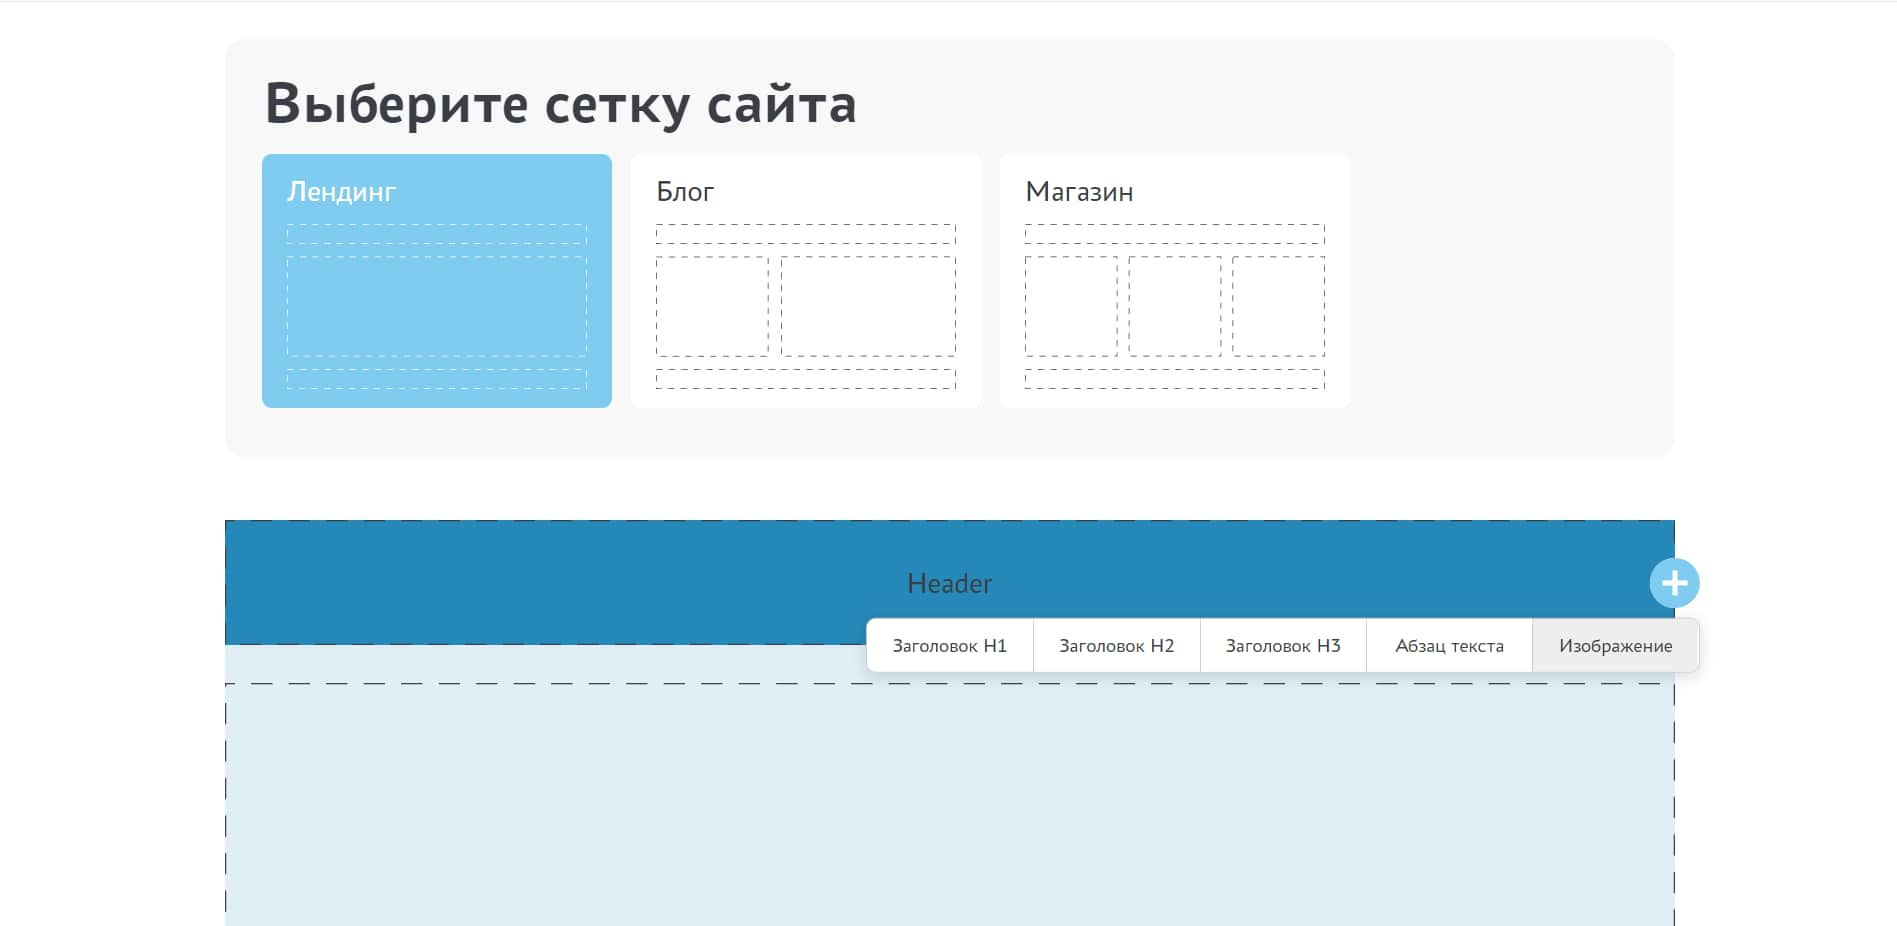 Выберите сетку сайта
Лендинг
Блог
Магазин
Header
Заголовок H1
Заголовок H2
Заголовок H3
Абзац текста
Изображение